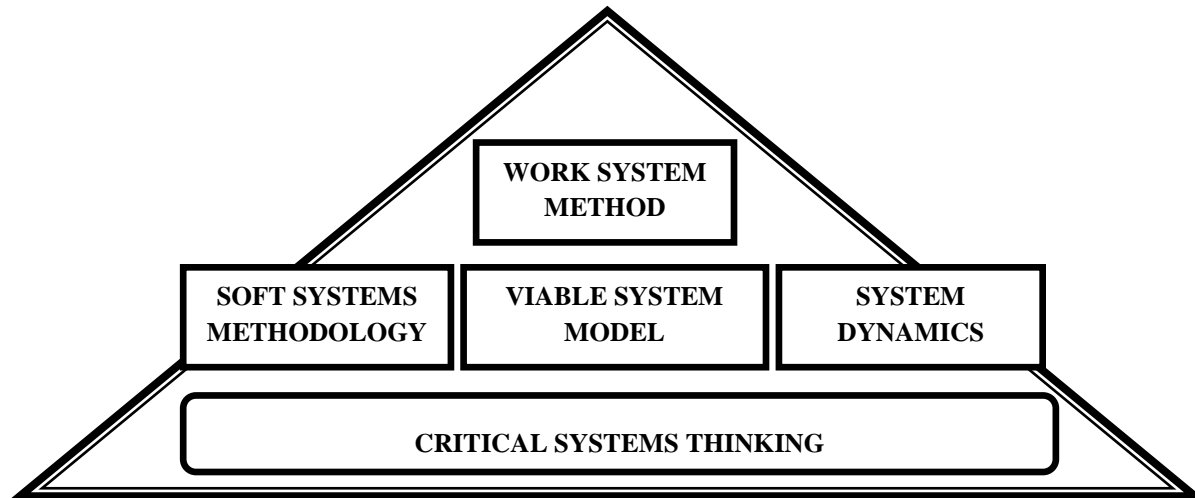 WORK SYSTEM
METHOD
SOFT SYSTEMS
METHODOLOGY
VIABLE SYSTEM
MODEL
SYSTEM
DYNAMICS
CRITICAL SYSTEMS THINKING